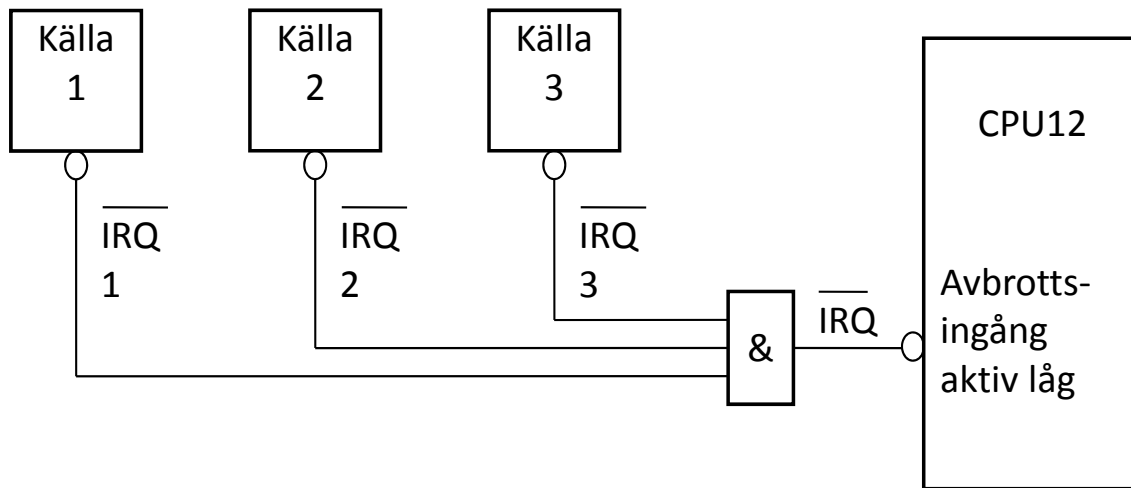 Källa
1
Källa
2
Källa
3
CPU12
IRQ
1
IRQ
2
IRQ
3
&
IRQ
Avbrotts-
ingång
aktiv låg